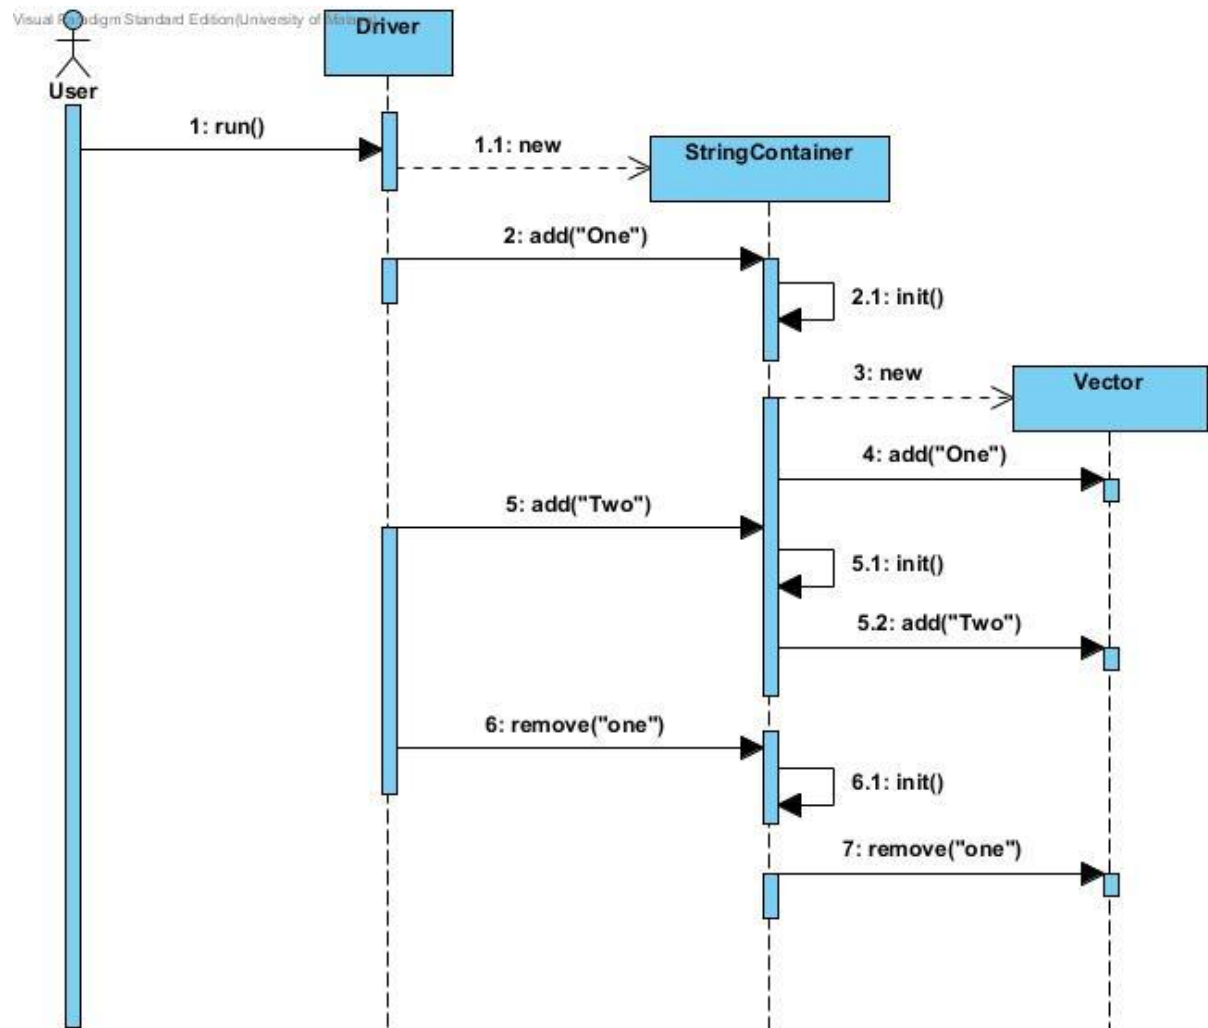 Visual Paradigm Standard Edition(University of
Driver
User
1: run()
1.1: new
StringContainer
2: add("One")
2.1: init()
3: new
Vector
4: add("One")
5: add("Two")
5.1: init()
5.2: add("Two")
6: remove("one")
6.1: init()
7: remove("one")